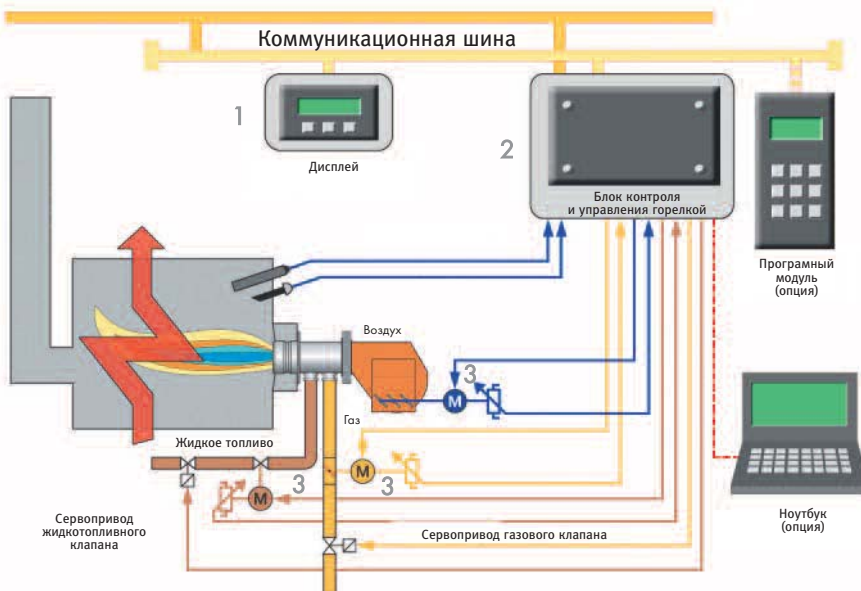 Коммуникационная шина
1
Дисплей
2
Блок контроля
и управления горелкой
Програмный
модуль
(опция)
Воздух
3
M
Газ
Жидкое топливо
M
3
3
M
Сервопривод
жидкотопливного
клапана
Сервопривод газового клапана
Ноутбук
(опция)